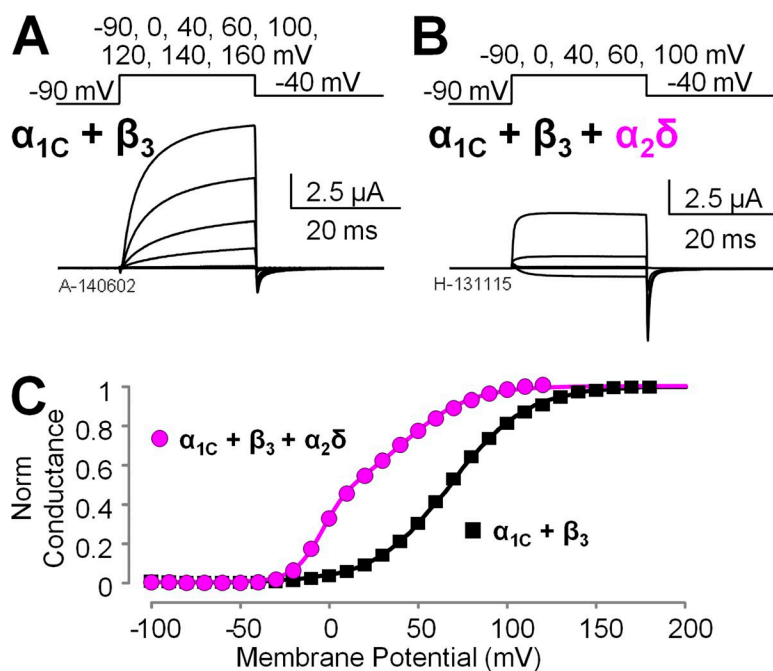 A
-90, 0, 40, 60, 100,
120, 140, 160 mV
-90 mV
-40 mV
α1C + β3
2.5 µA
20 ms
A-140602
B
-90, 0, 40, 60, 100 mV
-90 mV
-40 mV
α1C + β3 + α2δ
2.5 µA
20 ms
H-131115
C
Norm
Conductance
1
0.8
0.6
0.4
0.2
0
α1C + β3 + α2δ
α1C + β3
-100
-50
0
50
100
150
200
Membrane Potential (mV)